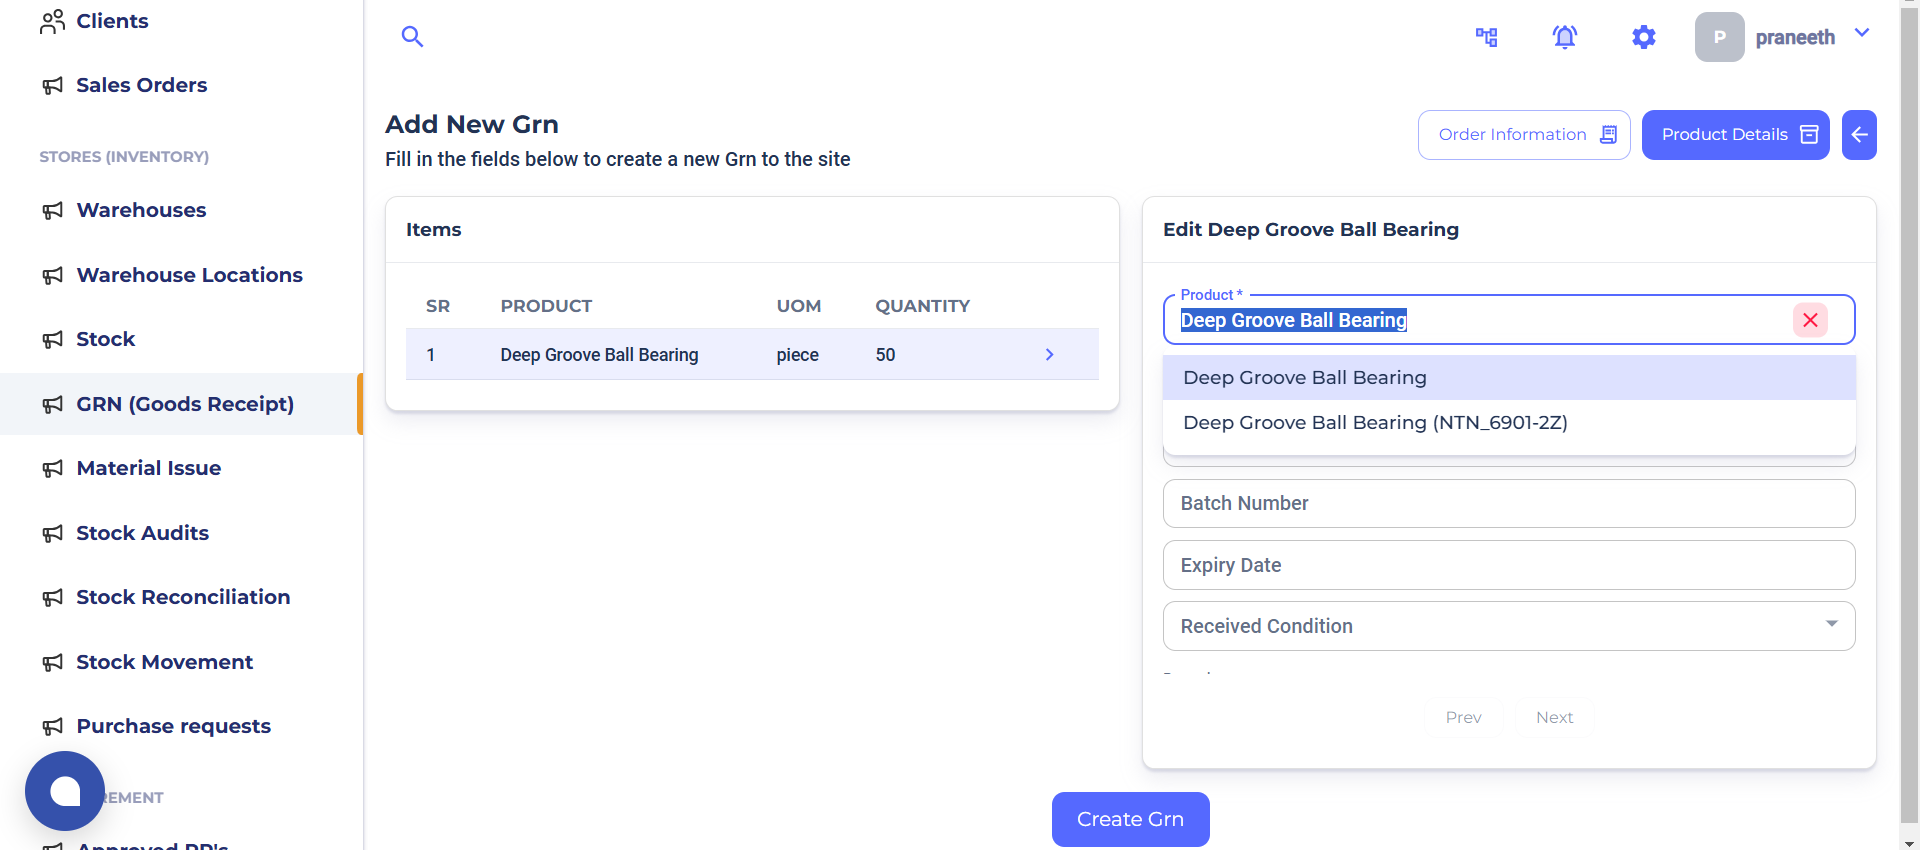 Clients
Sales Orders
STORES (INVENTORY)
Warehouses
Warehouse Locations
Stock
GRN (Goods Receipt)
Material Issue
Stock Audits
Stock Reconciliation
Stock Movement
Purchase requests
REMENT
Approved PR's
P
praneeth
Add New Grn
Fill in the fields below to create a new Grn to the site
Order Information
Product Details
Items
SR PRODUCT UOM QUANTITY
1 Deep Groove Ball Bearing piece 50
Edit Deep Groove Ball Bearing
Product *
Deep Groove Ball Bearing
Deep Groove Ball Bearing
Deep Groove Ball Bearing (NTN_6901-2Z)
Batch Number
Expiry Date
Received Condition
Prev Next
Create Grn